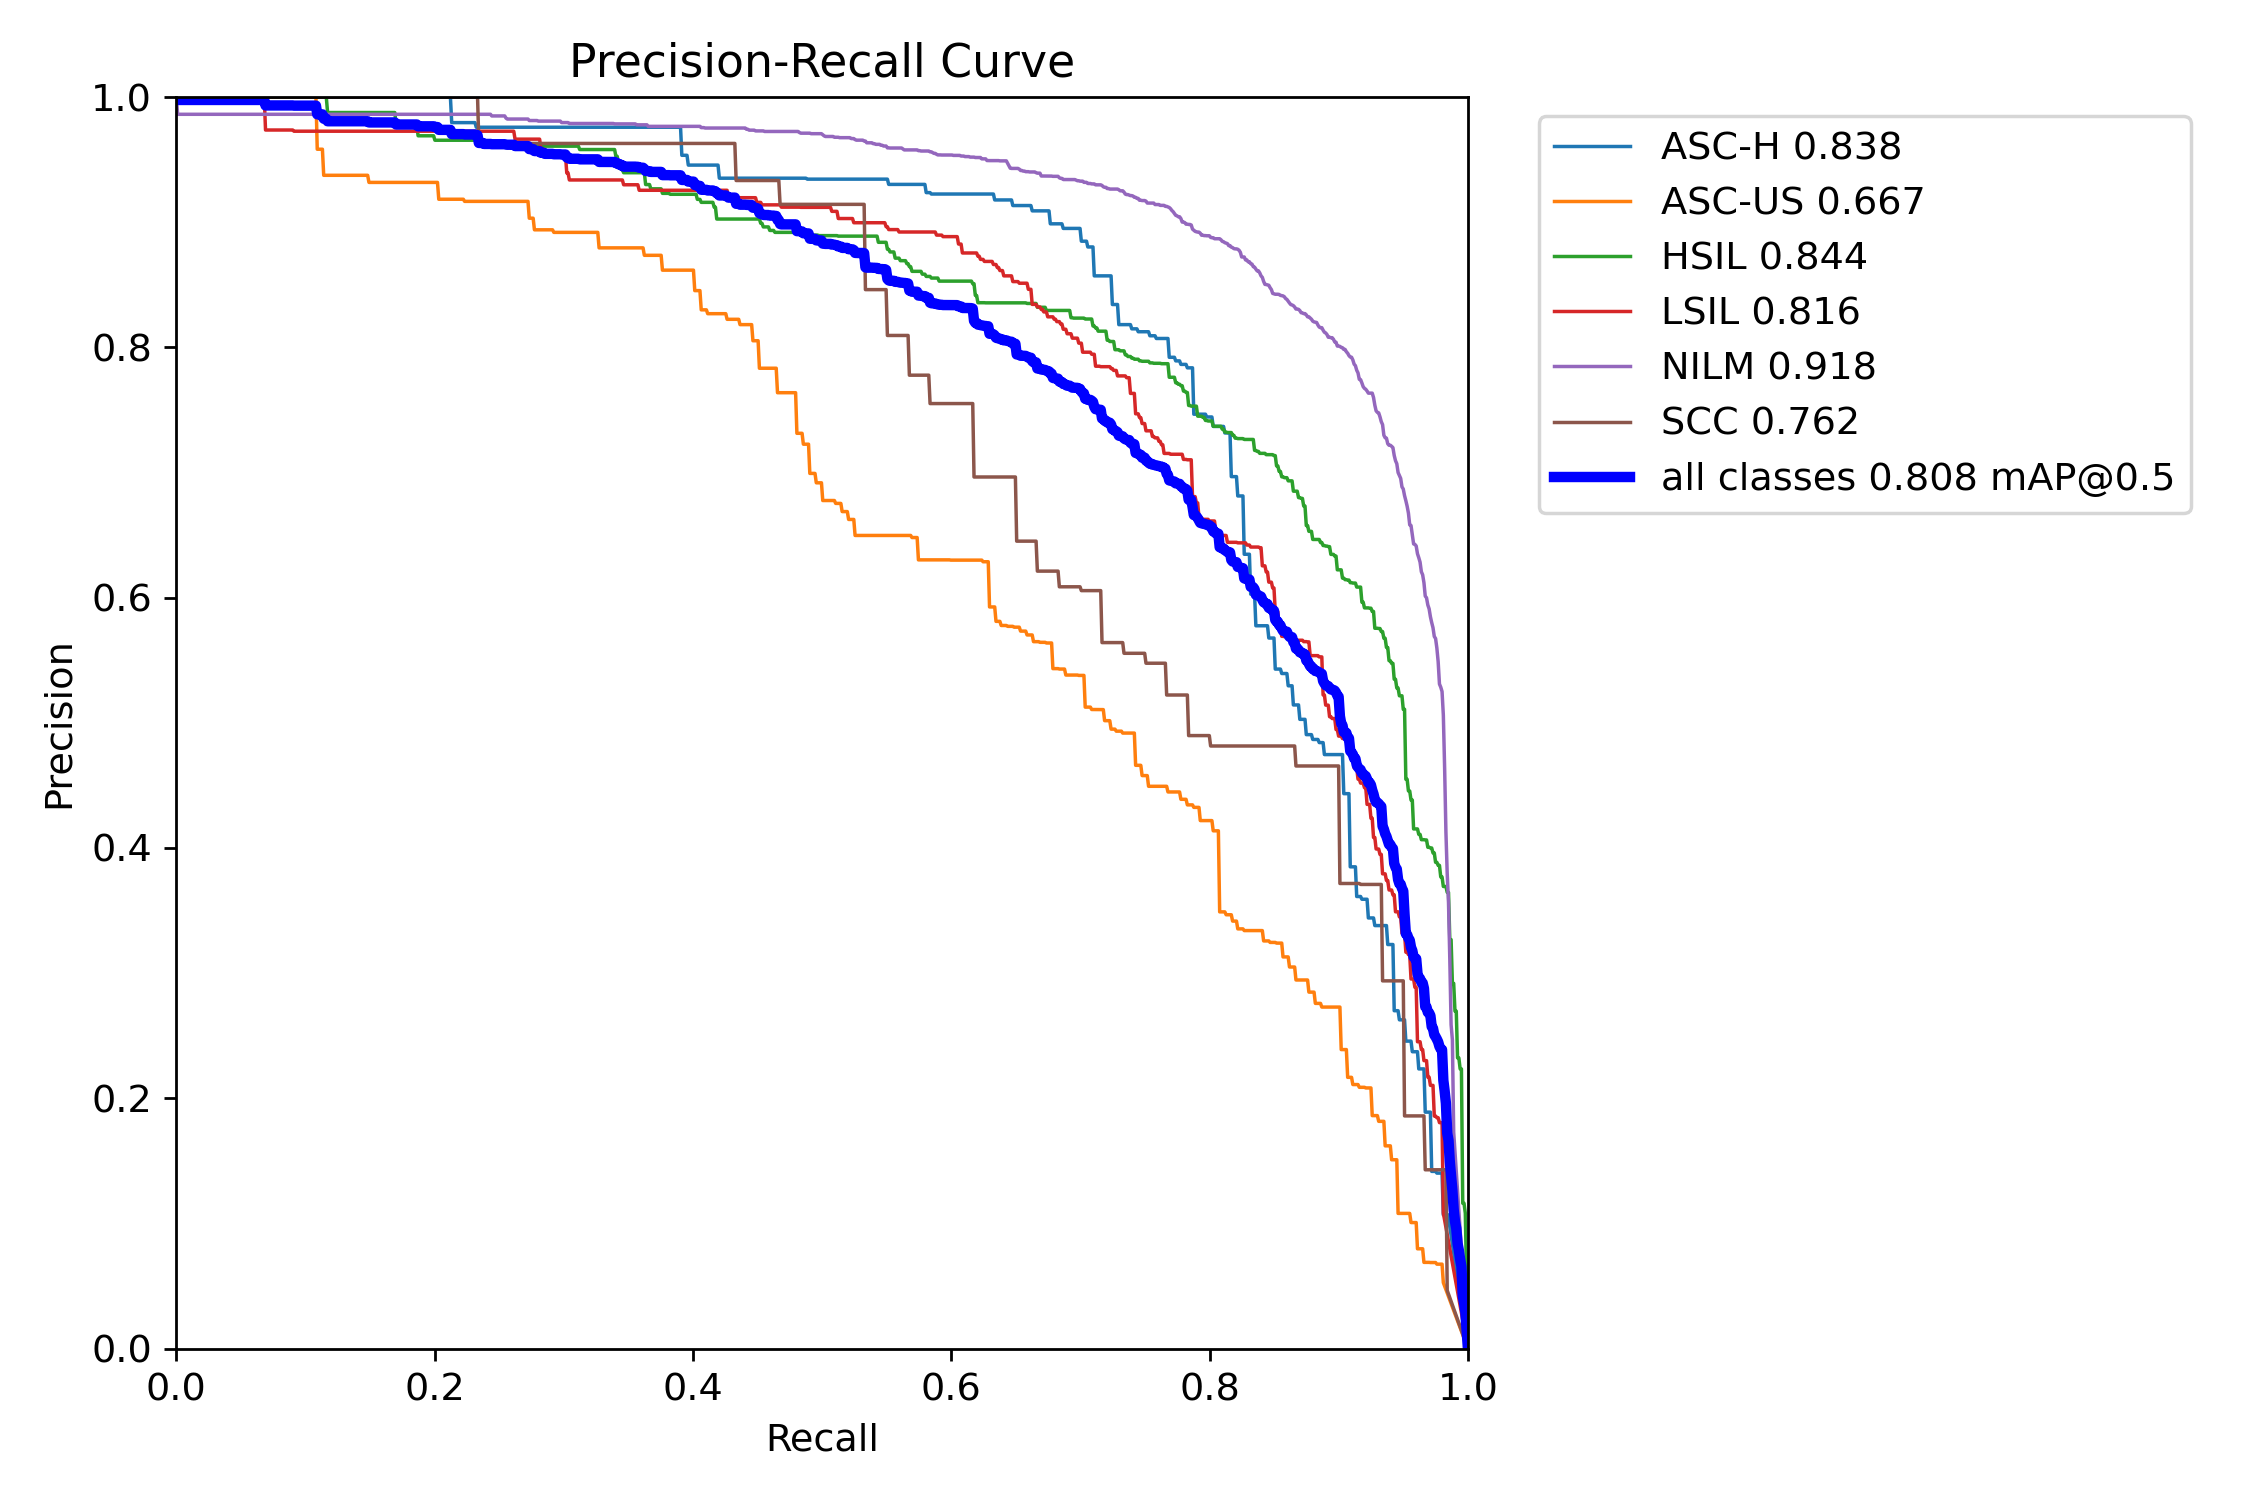 Precision-Recall Curve
1.0
0.8
0.6
0.4
0.2
0.0
Precision
0.0 0.2 0.4 0.6 0.8 1.0
Recall
ASC-H 0.838
ASC-US 0.667
HSIL 0.844
LSIL 0.816
NILM 0.918
SCC 0.762
all classes 0.808 mAP@0.5